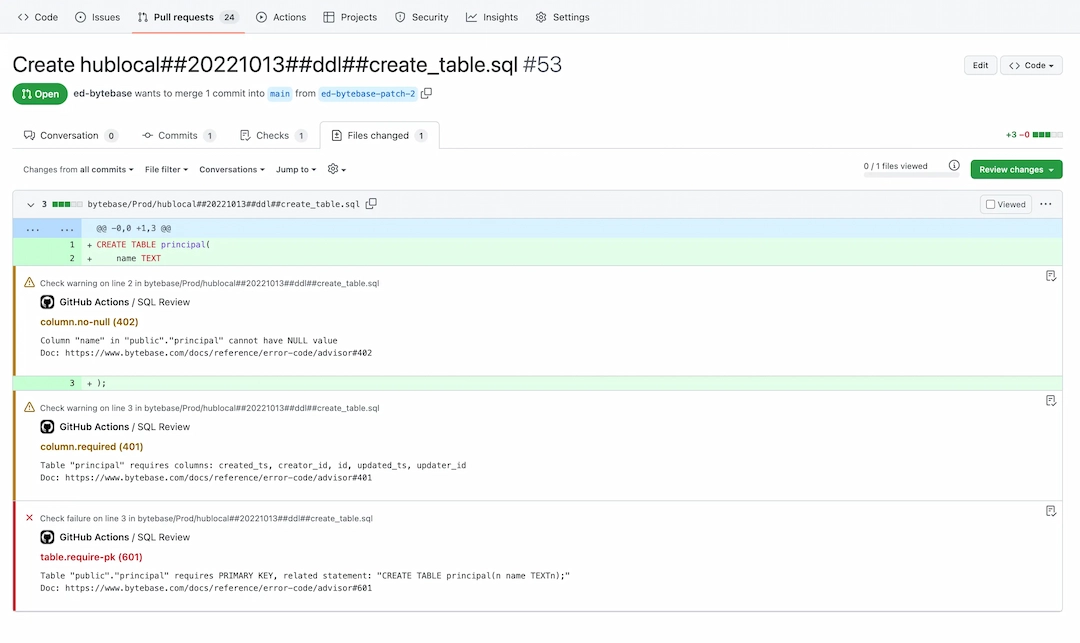 Code Issues Pull requests 24 Actions Projects Security Insights Settings
Create hublocal##20221013##ddl##create_table.sql #53
Edit <> Code
Open ed-bytebase wants to merge 1 commit into main from ed-bytebase-patch-2
Conversation 0 Commits 1 Checks 1 Files changed 1
+3 −0
Changes from all commits File filter Conversations Jump to
0 / 1 files viewed
Review changes
3 bytebase/Prod/hublocal##20221013##ddl##create_table.sql
Viewed ...
... ... @@ −0,0 +1,3 @@
1 + CREATE TABLE principal(
2 + name TEXT
Check warning on line 2 in bytebase/Prod/hublocal##20221013##ddl##create_table.sql
GitHub Actions / SQL Review
column.no-null (402)
Column "name" in "public"."principal" cannot have NULL value
Doc: https://www.bytebase.com/docs/reference/error-code/advisor#402
3 + );
Check warning on line 3 in bytebase/Prod/hublocal##20221013##ddl##create_table.sql
GitHub Actions / SQL Review
column.required (401)
Table "principal" requires columns: created_ts, creator_id, id, updated_ts, updater_id
Doc: https://www.bytebase.com/docs/reference/error-code/advisor#401
Check failure on line 3 in bytebase/Prod/hublocal##20221013##ddl##create_table.sql
GitHub Actions / SQL Review
table.require-pk (601)
Table "public"."principal" requires PRIMARY KEY, related statement: "CREATE TABLE principal(n name TEXTn);"
Doc: https://www.bytebase.com/docs/reference/error-code/advisor#601